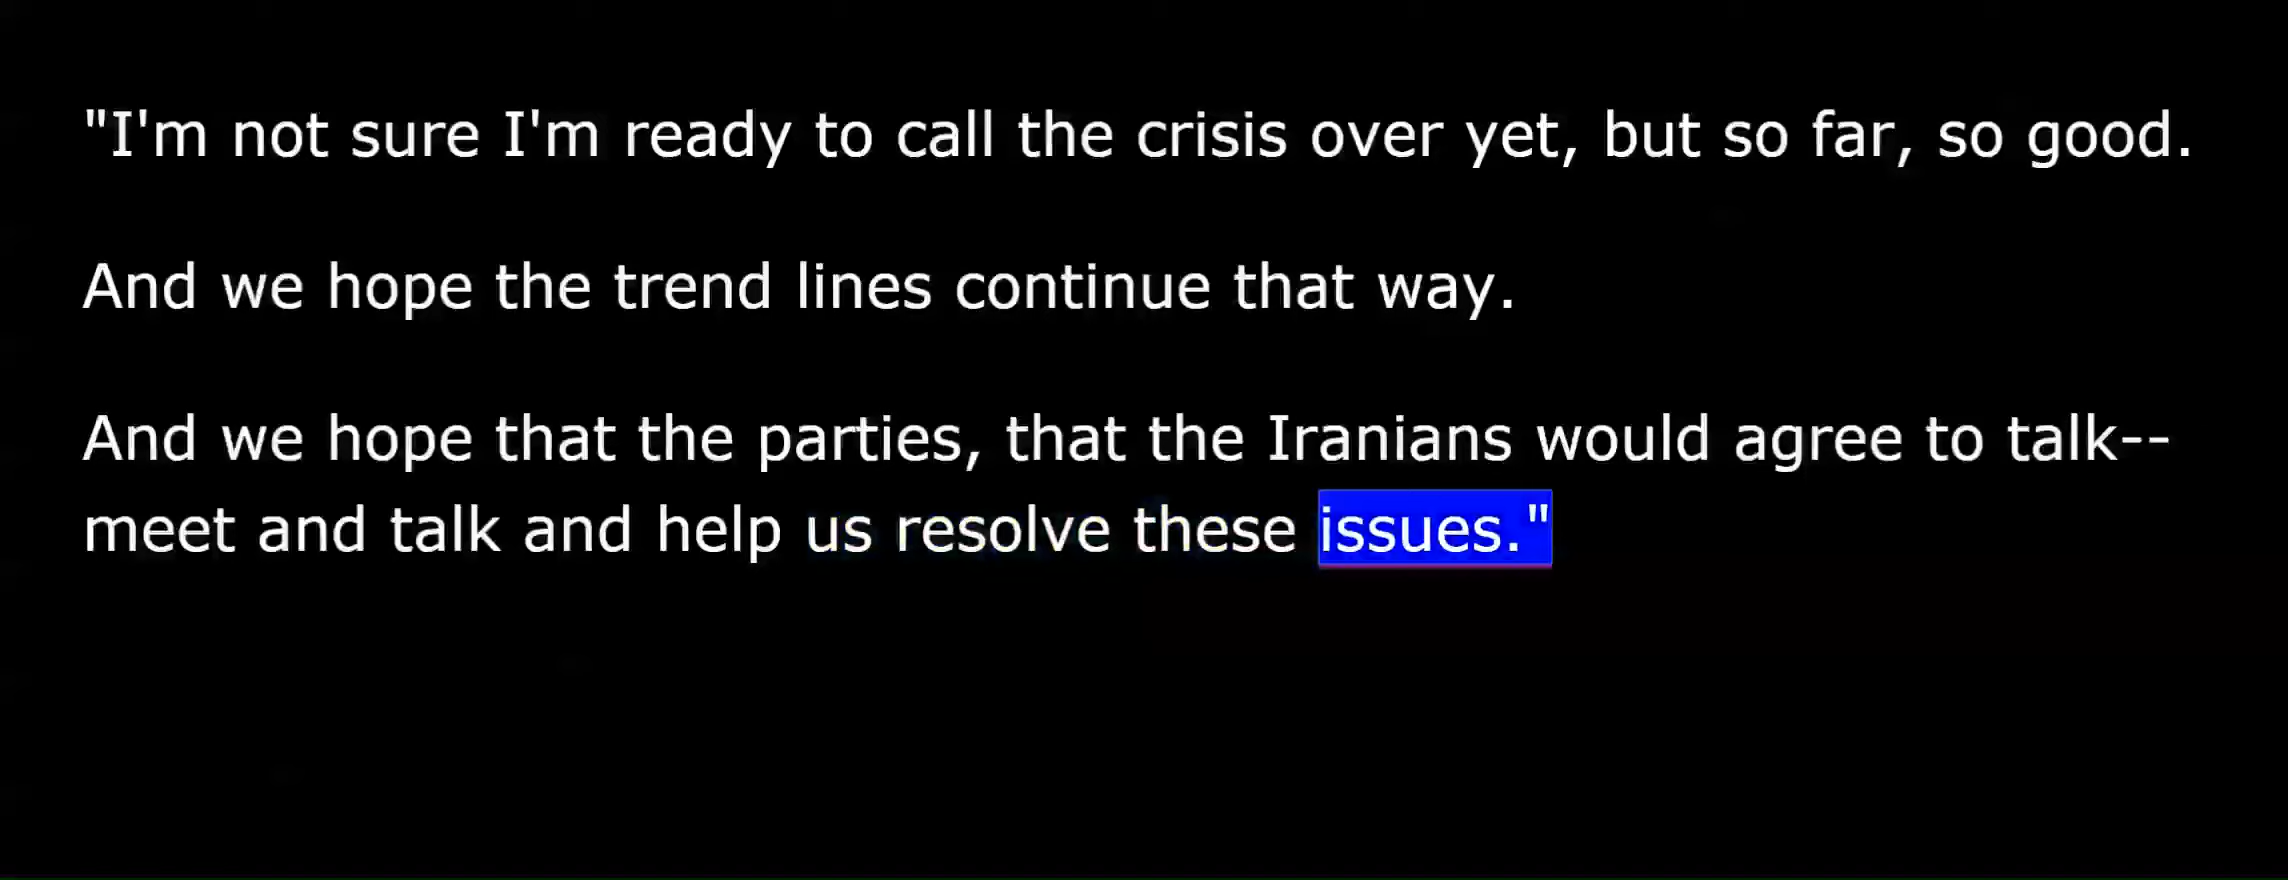 "I'm not sure I'm ready to call the crisis over yet, but so far, so good.
And we hope the trend lines continue that way.
And we hope that the parties, that the Iranians would agree to talk--
meet and talk and help us resolve these issues."